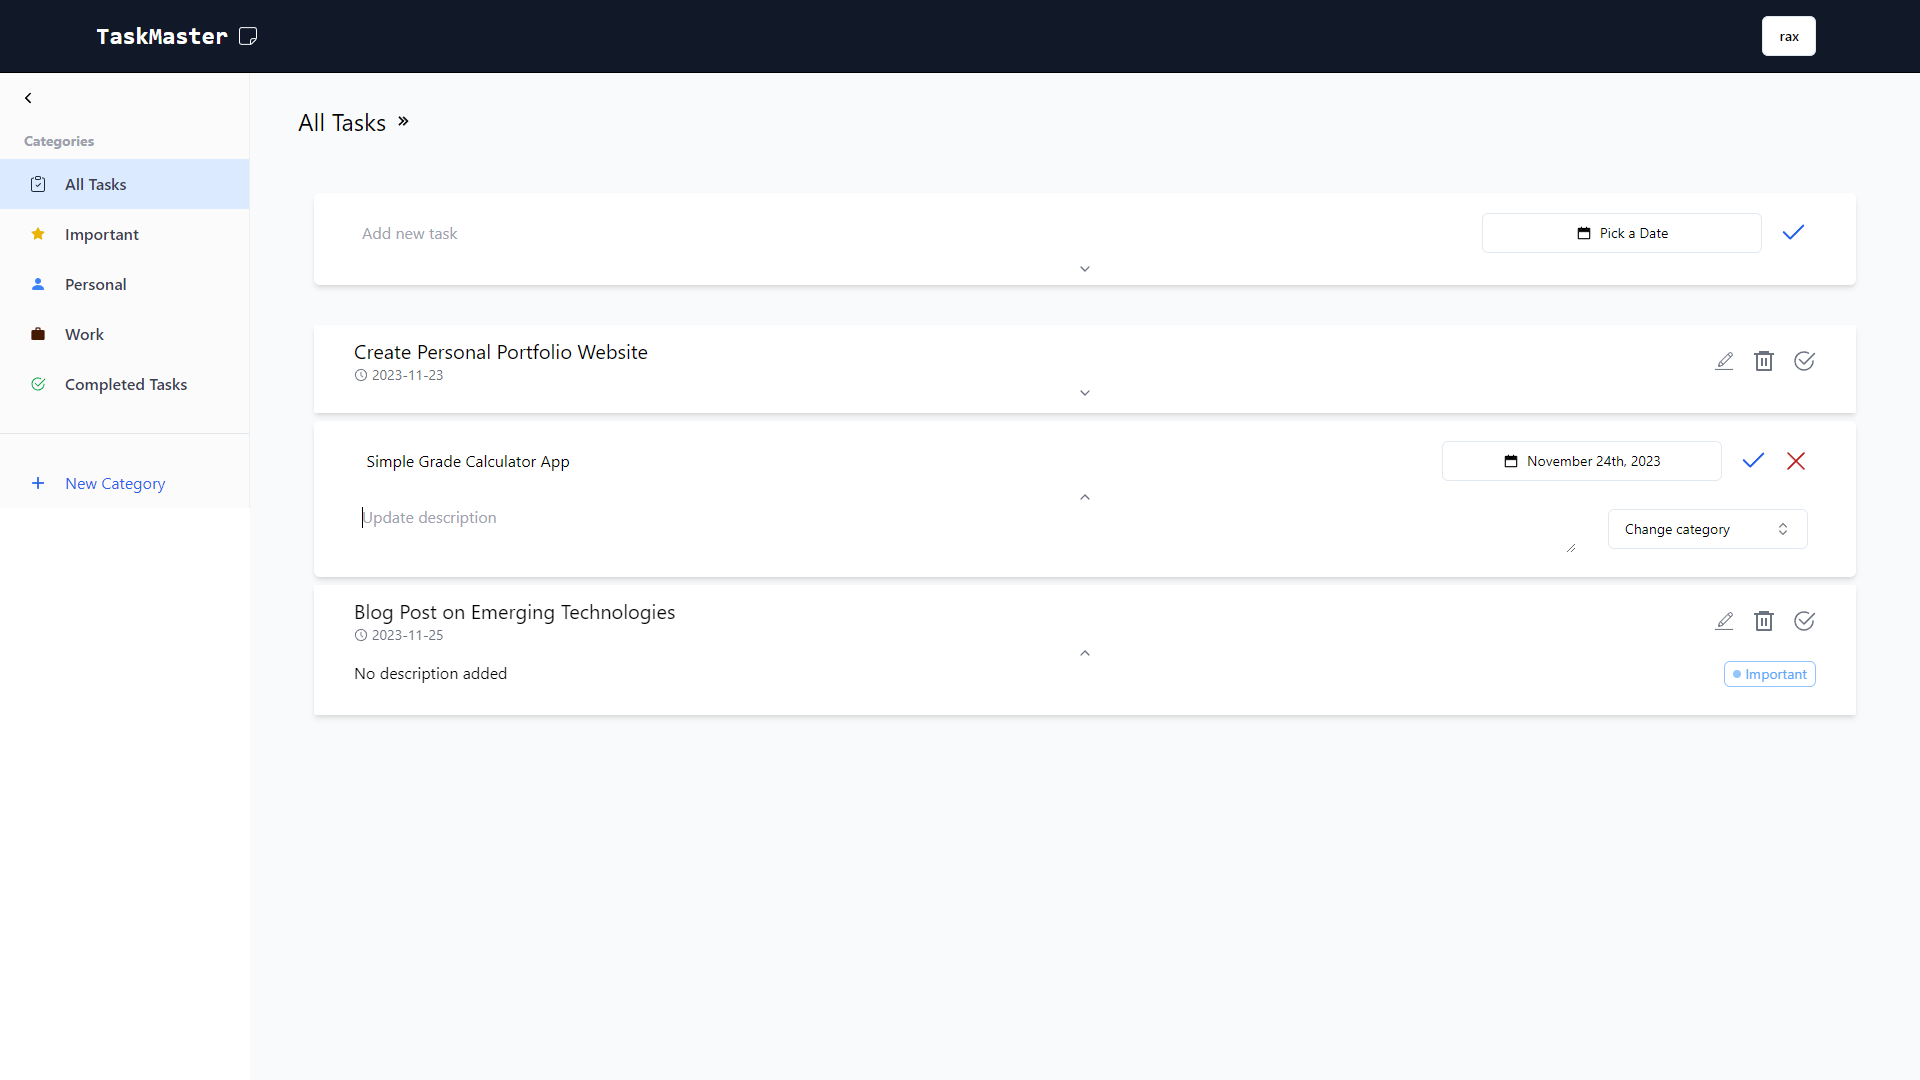 TaskMaster
rax
Categories
All Tasks
Important
Personal
Work
Completed Tasks
New Category
All Tasks »
Add new task
Pick a Date
Create Personal Portfolio Website
2023-11-23
Simple Grade Calculator App
November 24th, 2023
Update description
Change category
Blog Post on Emerging Technologies
2023-11-25
No description added
Important